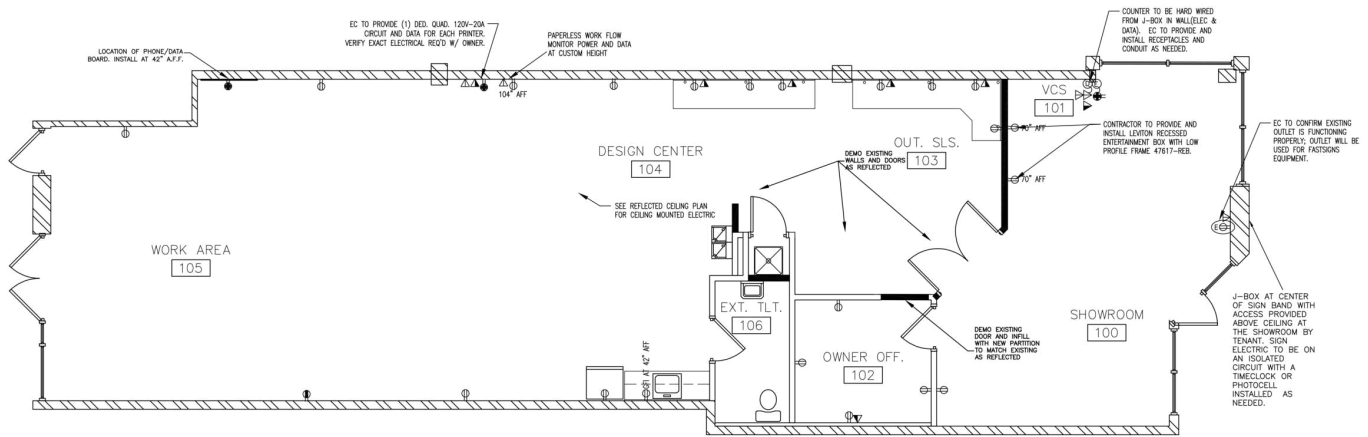 EC TO PROVIDE (1) DED. QUAD. 120V-20A
CIRCUIT AND DATA FOR EACH PRINTER.
VERIFY EXACT ELECTRICAL REQ'D W/ OWNER.
PAPERLESS WORK FLOW
MONITOR POWER AND DATA
AT CUSTOM HEIGHT
LOCATION OF PHONE/DATA
BOARD. INSTALL AT 42" A.F.F.
COUNTER TO BE HARD WIRED
FROM J-BOX IN WALL(ELEC &
DATA). EC TO PROVIDE AND
INSTALL RECEPTACLES AND
CONDUIT AS NEEDED.
104" AFF
VCS
101
70" AFF
CONTRACTOR TO PROVIDE AND
INSTALL LEVITON RECESSED
ENTERTAINMENT BOX WITH LOW
PROFILE FRAME 47617-REB.
EC TO CONFIRM EXISTING
OUTLET IS FUNCTIONING
PROPERLY; OUTLET WILL BE
USED FOR FASTSIGNS
EQUIPMENT.
DESIGN CENTER
104
OUT. SLS.
103
DEMO EXISTING
WALLS AND DOORS
AS REFLECTED
70" AFF
SEE REFLECTED CEILING PLAN
FOR CEILING MOUNTED ELECTRIC
E
WORK AREA
105
EXT. TLT.
106
SHOWROOM
100
J-BOX AT CENTER
OF SIGN BAND WITH
ACCESS PROVIDED
ABOVE CEILING AT
THE SHOWROOM BY
TENANT. SIGN
ELECTRIC TO BE ON
AN ISOLATED
CIRCUIT WITH A
TIMECLOCK OR
PHOTOCELL
INSTALLED AS
NEEDED.
DEMO EXISTING
DOOR AND INFILL
WITH NEW PARTITION
TO MATCH EXISTING
AS REFLECTED
OWNER OFF.
102
GFI AT 42" AFF